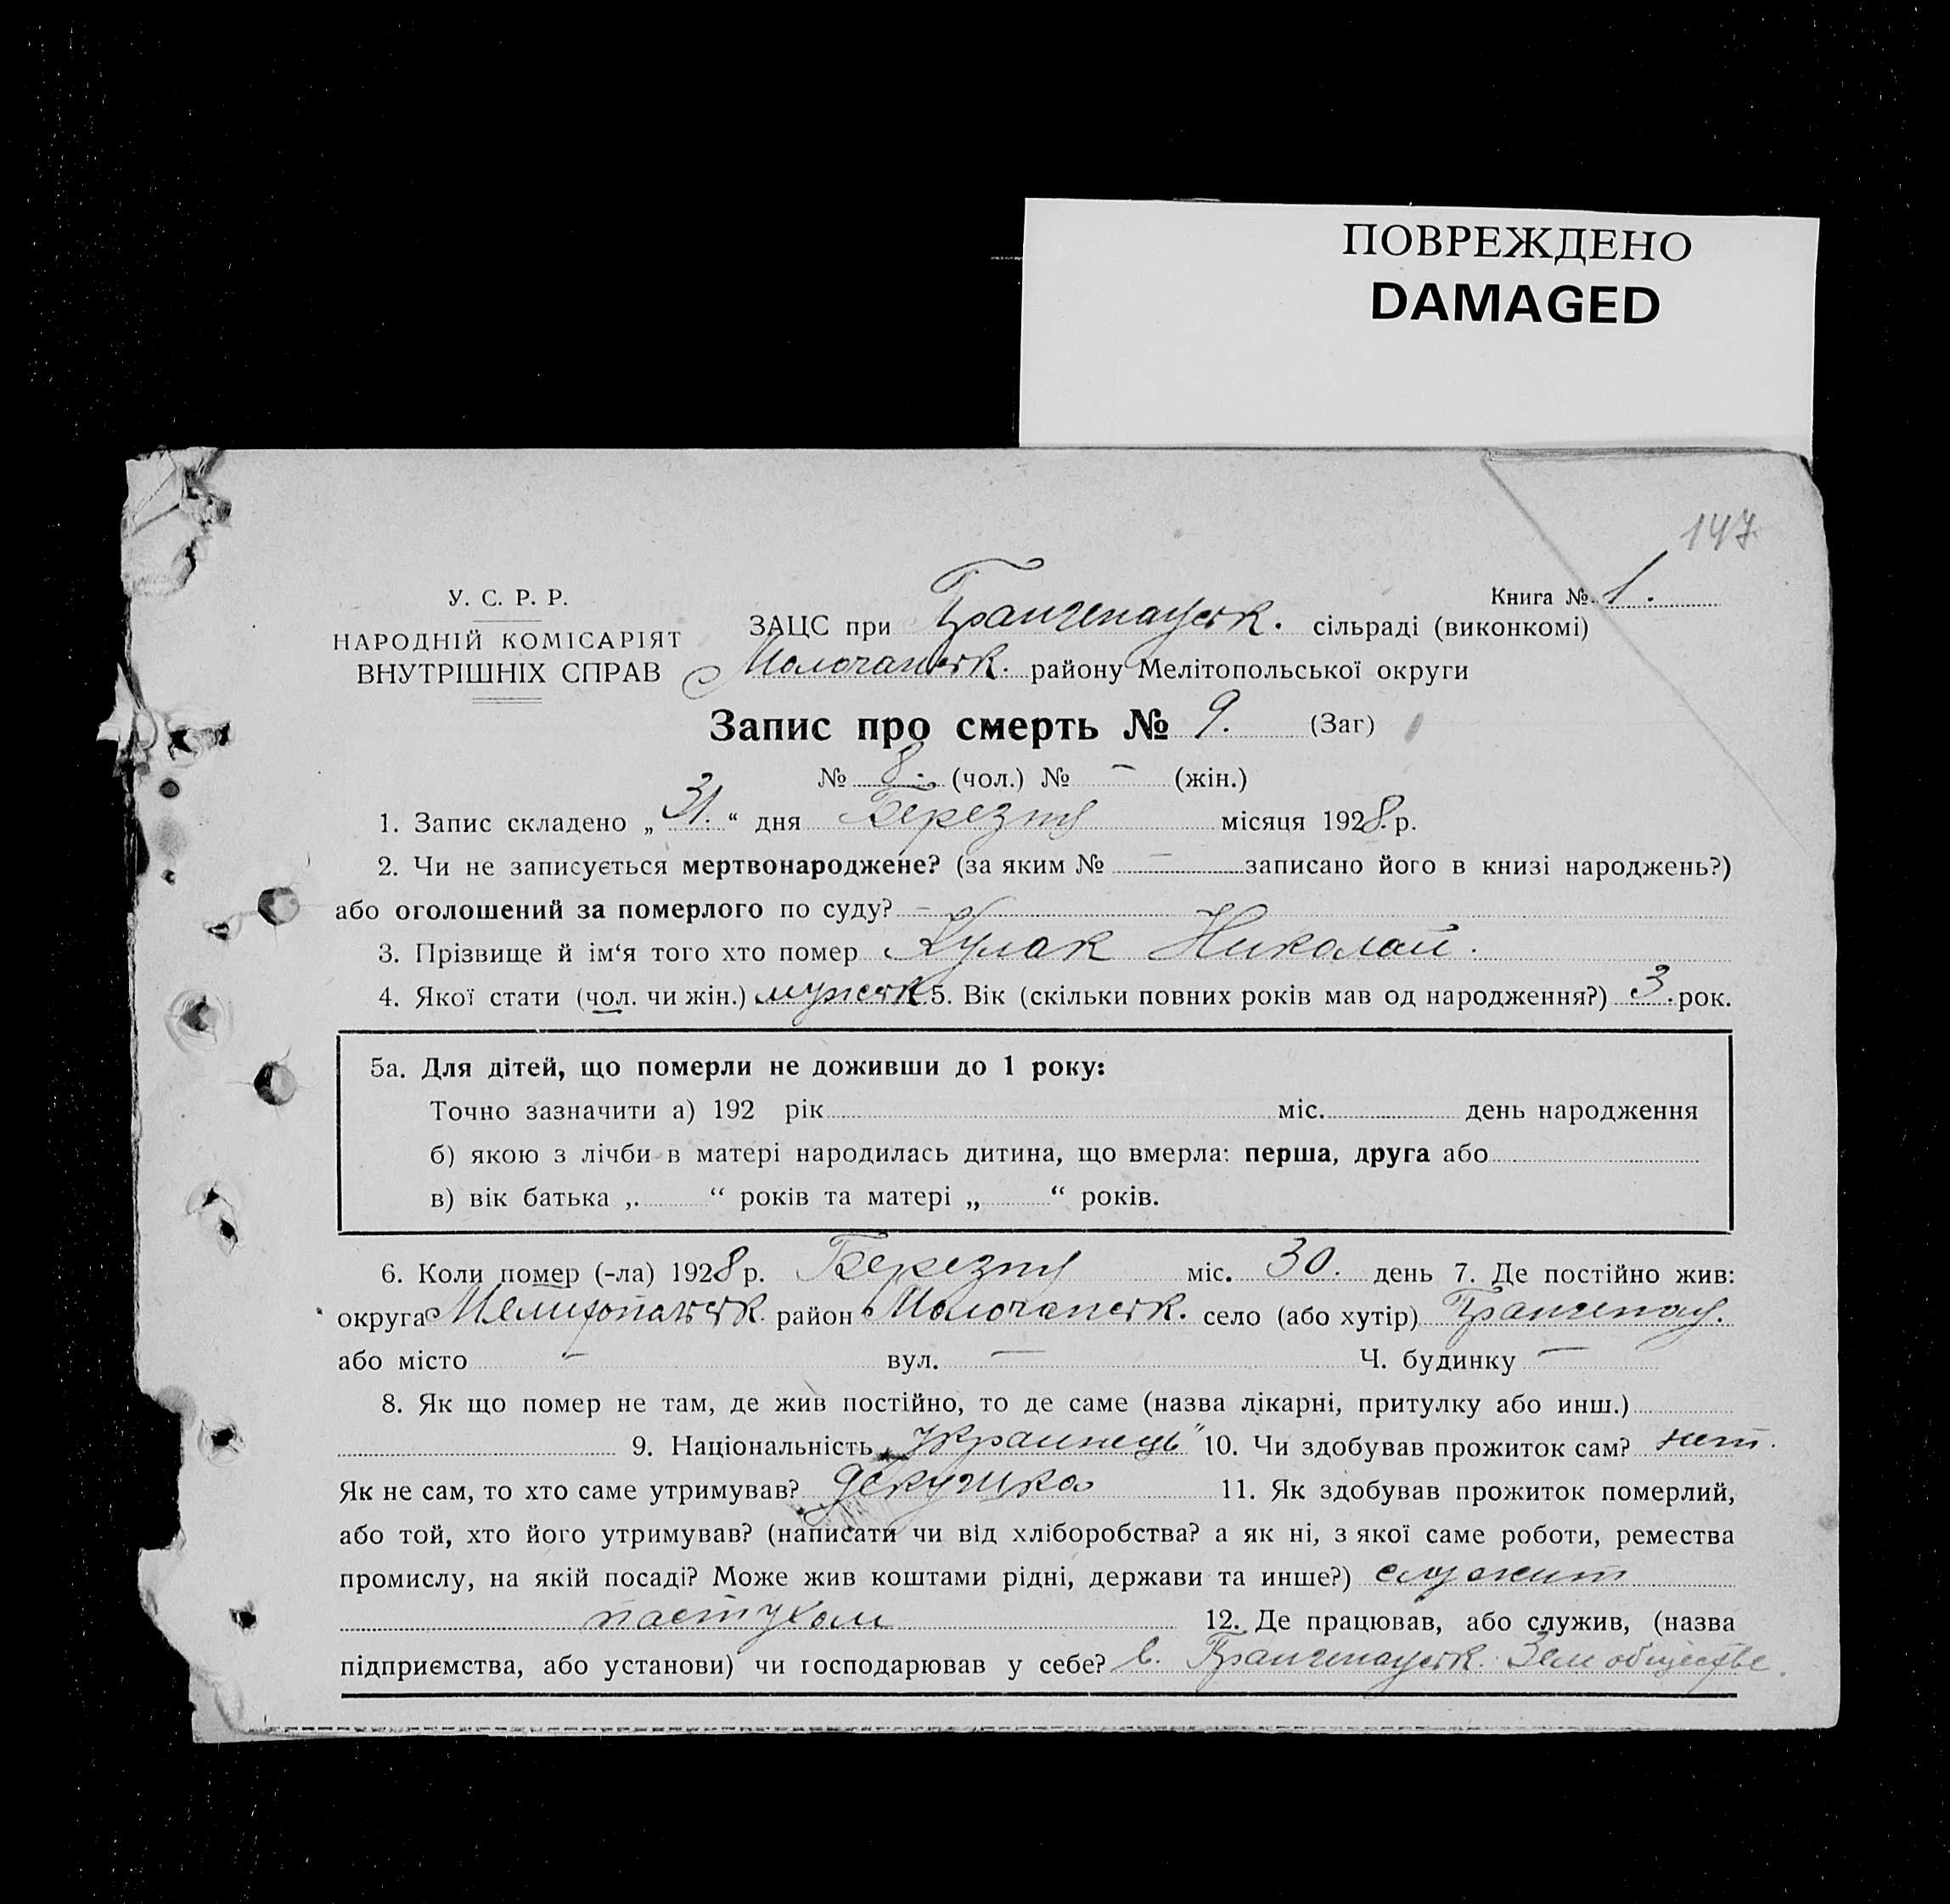 ПОВРЕЖДЕНО
DAMAGED
147
У. С. Р. Р.
НАРОДНІЙ КОМІСАРІЯТ
ВНУТРІШНІХ СПРАВ
Книга № 1.
ЗАЦС при Гранчепауск. сільраді (виконкомі)
Молочанск. району Мелітопольської округи
Запис про смерть № 9. (Заг)
№ 8. (чол.) № — (жін.)
1. Запис складено „ 31. “ дня Березня місяця 1928.р.
2. Чи не записується мертвонароджене? (за яким № — записано його в книзі народжень?)
або оголошений за померлого по суду? —
3. Прізвище й ім‘я того хто помер Кулак Николай.
4. Якої стати (чол. чи жін.) мужск 5. Вік (скільки повних років мав од народження?) 3. рок.
5а. Для дітей, що померли не доживши до 1 року:
Точно зазначити а) 192 рік міс. день народження
б) якою з лічби в матері народилась дитина, що вмерла: перша, друга або
в) вік батька „ “ років та матері „ “ років.
6. Коли помер (-ла) 1928 р. Березня міс. 30. день 7. Де постійно жив:
округа Мелитопольск. район Молочанск. село (або хутір) Гранчепау.
або місто — вул. — Ч. будинку —
8. Як що помер не там, де жив постійно, то де саме (назва лікарні, притулку або инш.)
9. Національність „Украинець" 10. Чи здобував прожиток сам? нет.
Як не сам, то хто саме утримував? 11. Як здобував прожиток померлий,
або той, хто його утримував? (написати чи від хліборобства? а як ні, з якої саме роботи, ремества
промислу, на якій посаді? Може жив коштами рідні, держави та инше?) служит
пастухом 12. Де працював, або служив, (назва
підприємства, або установи) чи господарював у себе? в. Гранчепауск. Зем обществе.